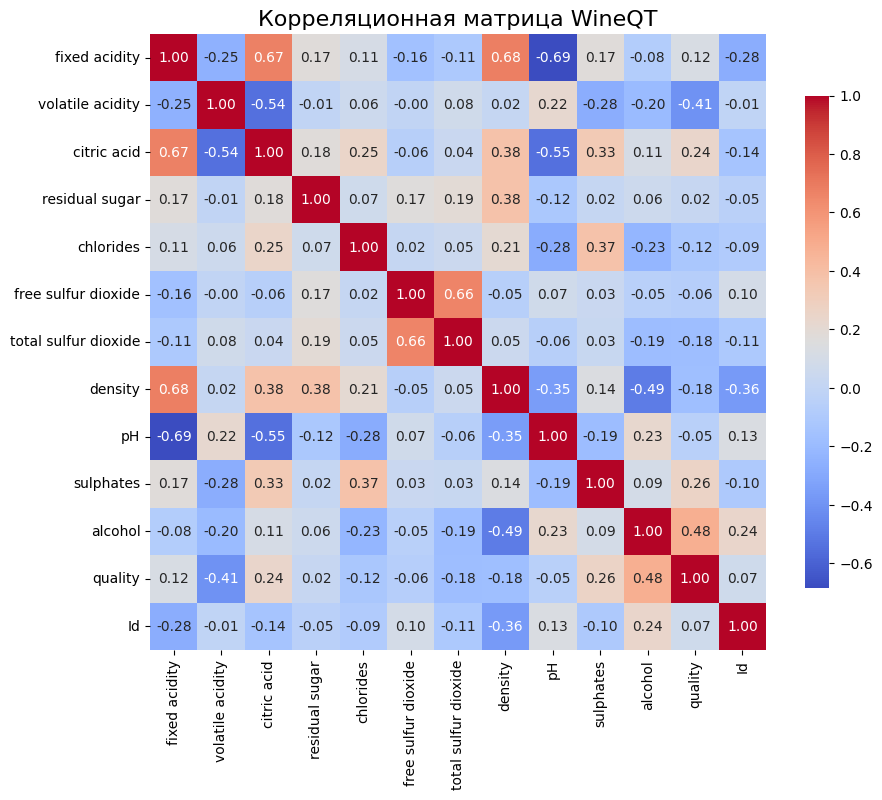 Корреляционная матрица WineQT
fixed acidity 1.00 -0.25 0.67 0.17 0.11 -0.16 -0.11 0.68 -0.69 0.17 -0.08 0.12 -0.28
volatile acidity -0.25 1.00 -0.54 -0.01 0.06 -0.00 0.08 0.02 0.22 -0.28 -0.20 -0.41 -0.01
citric acid 0.67 -0.54 1.00 0.18 0.25 -0.06 0.04 0.38 -0.55 0.33 0.11 0.24 -0.14
residual sugar 0.17 -0.01 0.18 1.00 0.07 0.17 0.19 0.38 -0.12 0.02 0.06 0.02 -0.05
chlorides 0.11 0.06 0.25 0.07 1.00 0.02 0.05 0.21 -0.28 0.37 -0.23 -0.12 -0.09
free sulfur dioxide -0.16 -0.00 -0.06 0.17 0.02 1.00 0.66 -0.05 0.07 0.03 -0.05 -0.06 0.10
total sulfur dioxide -0.11 0.08 0.04 0.19 0.05 0.66 1.00 0.05 -0.06 0.03 -0.19 -0.18 -0.11
density 0.68 0.02 0.38 0.38 0.21 -0.05 0.05 1.00 -0.35 0.14 -0.49 -0.18 -0.36
pH -0.69 0.22 -0.55 -0.12 -0.28 0.07 -0.06 -0.35 1.00 -0.19 0.23 -0.05 0.13
sulphates 0.17 -0.28 0.33 0.02 0.37 0.03 0.03 0.14 -0.19 1.00 0.09 0.26 -0.10
alcohol -0.08 -0.20 0.11 0.06 -0.23 -0.05 -0.19 -0.49 0.23 0.09 1.00 0.48 0.24
quality 0.12 -0.41 0.24 0.02 -0.12 -0.06 -0.18 -0.18 -0.05 0.26 0.48 1.00 0.07
Id -0.28 -0.01 -0.14 -0.05 -0.09 0.10 -0.11 -0.36 0.13 -0.10 0.24 0.07 1.00
fixed acidity
volatile acidity
citric acid
residual sugar
chlorides
free sulfur dioxide
total sulfur dioxide
density
pH
sulphates
alcohol
quality
Id
1.0
0.8
0.6
0.4
0.2
0.0
−0.2
−0.4
−0.6